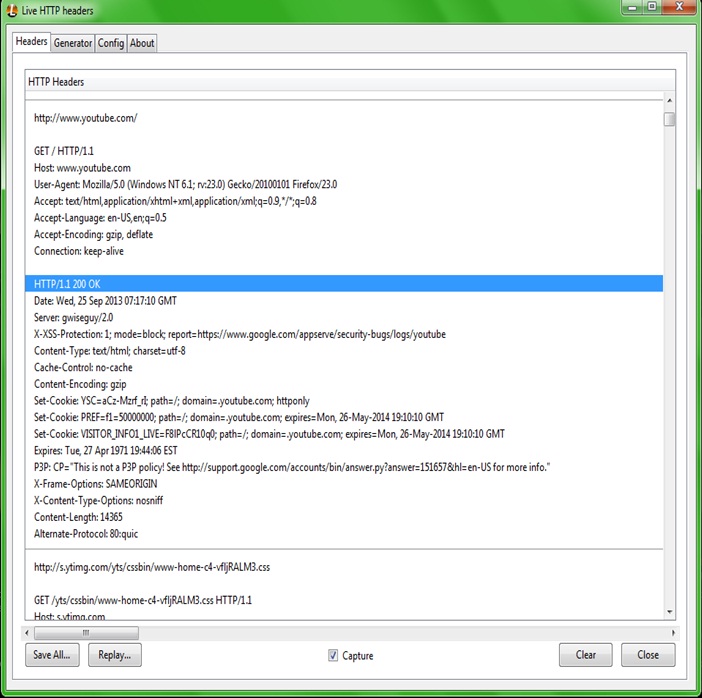 Live HTTP headers
Headers Generator Config About
HTTP Headers
http://www.youtube.com/
GET / HTTP/1.1
Host: www.youtube.com
User-Agent: Mozilla/5.0 (Windows NT 6.1; rv:23.0) Gecko/20100101 Firefox/23.0
Accept: text/html,application/xhtml+xml,application/xml;q=0.9,*/*;q=0.8
Accept-Language: en-US,en;q=0.5
Accept-Encoding: gzip, deflate
Connection: keep-alive
HTTP/1.1 200 OK
Date: Wed, 25 Sep 2013 07:17:10 GMT
Server: gwiseguy/2.0
X-XSS-Protection: 1; mode=block; report=https://www.google.com/appserve/security-bugs/logs/youtube
Content-Type: text/html; charset=utf-8
Cache-Control: no-cache
Content-Encoding: gzip
Set-Cookie: YSC=aCz-Mzrf_rI; path=/; domain=.youtube.com; httponly
Set-Cookie: PREF=f1=50000000; path=/; domain=.youtube.com; expires=Mon, 26-May-2014 19:10:10 GMT
Set-Cookie: VISITOR_INFO1_LIVE=F8IPcCR10q0; path=/; domain=.youtube.com; expires=Mon, 26-May-2014 19:10:10 GMT
Expires: Tue, 27 Apr 1971 19:44:06 EST
P3P: CP="This is not a P3P policy! See http://support.google.com/accounts/bin/answer.py?answer=151657&hl=en-US for more info."
X-Frame-Options: SAMEORIGIN
X-Content-Type-Options: nosniff
Content-Length: 14365
Alternate-Protocol: 80:quic
http://s.ytimg.com/yts/cssbin/www-home-c4-vfljRALM3.css
GET /yts/cssbin/www-home-c4-vfljRALM3.css HTTP/1.1
Host: s.ytimg.com
Save All... Replay... Capture Clear Close